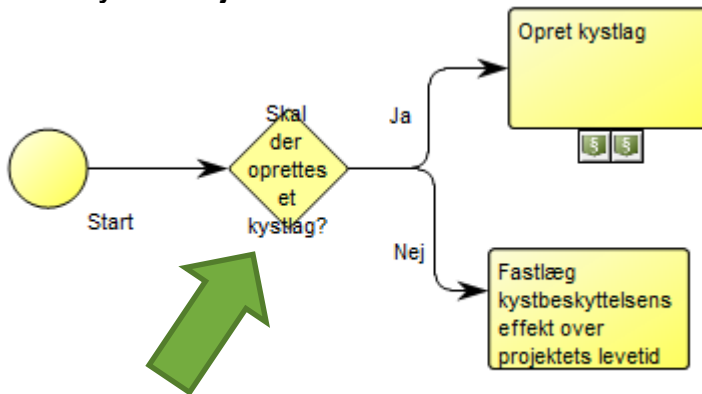 Opret kystlag
Skal
der
oprettes
et
kystlag?
Ja
Start
Nej
Fastlæg
kystbeskyttelsens
effekt over
projektets levetid
§ §